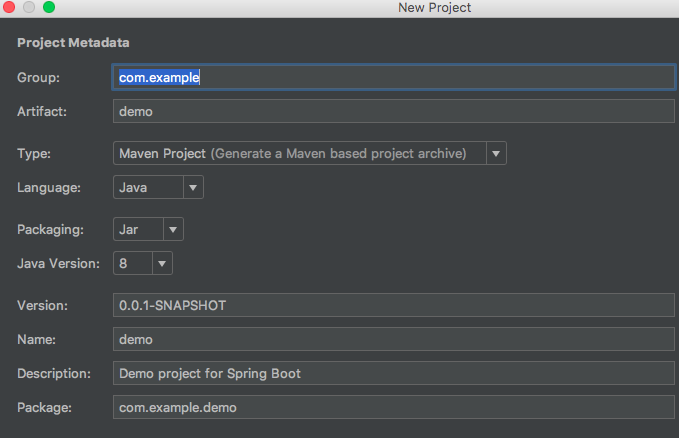 New Project
Project Metadata
Group: com.example
Artifact: demo
Type: Maven Project (Generate a Maven based project archive)
Language: Java
Packaging: Jar
Java Version: 8
Version: 0.0.1-SNAPSHOT
Name: demo
Description: Demo project for Spring Boot
Package: com.example.demo